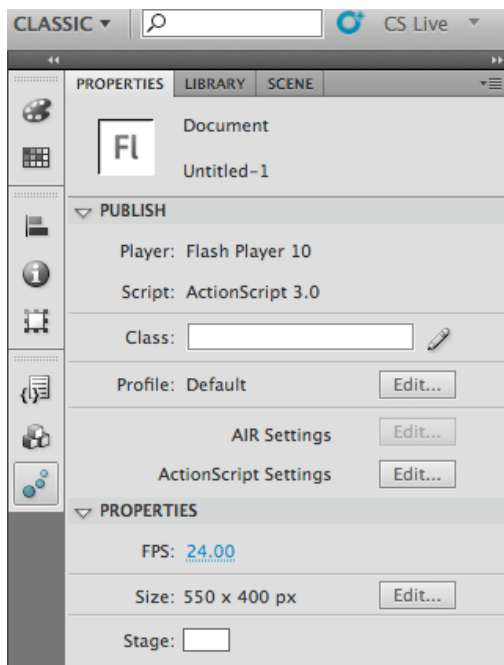 CLASSIC CS Live
PROPERTIES LIBRARY SCENE
Fl
Document
Untitled-1
PUBLISH
Player: Flash Player 10
Script: ActionScript 3.0
Class:
Profile: Default Edit...
AIR Settings Edit...
ActionScript Settings Edit...
PROPERTIES
FPS: 24.00
Size: 550 x 400 px Edit...
Stage: